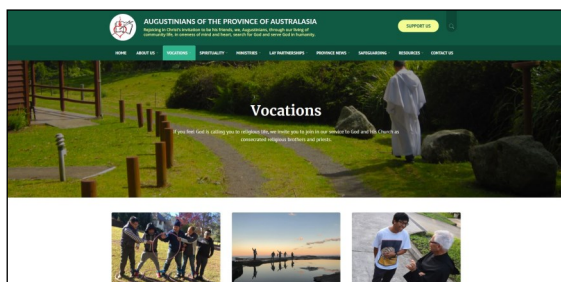 AUGUSTINIANS OF THE PROVINCE OF AUSTRALASIA
Rejoicing in Christ's invitation to be his friends, we, Augustinians, through our living of
community life, in oneness of mind and heart, search for God and serve God in humanity.
SUPPORT US
HOME ABOUT US VOCATIONS SPIRITUALITY MINISTRIES LAY PARTNERSHIPS PROVINCE NEWS SAFEGUARDING RESOURCES CONTACT US
Vocations
If you feel God is calling you to religious life, we invite you to join in our service to God and his Church as
consecrated religious brothers and priests.